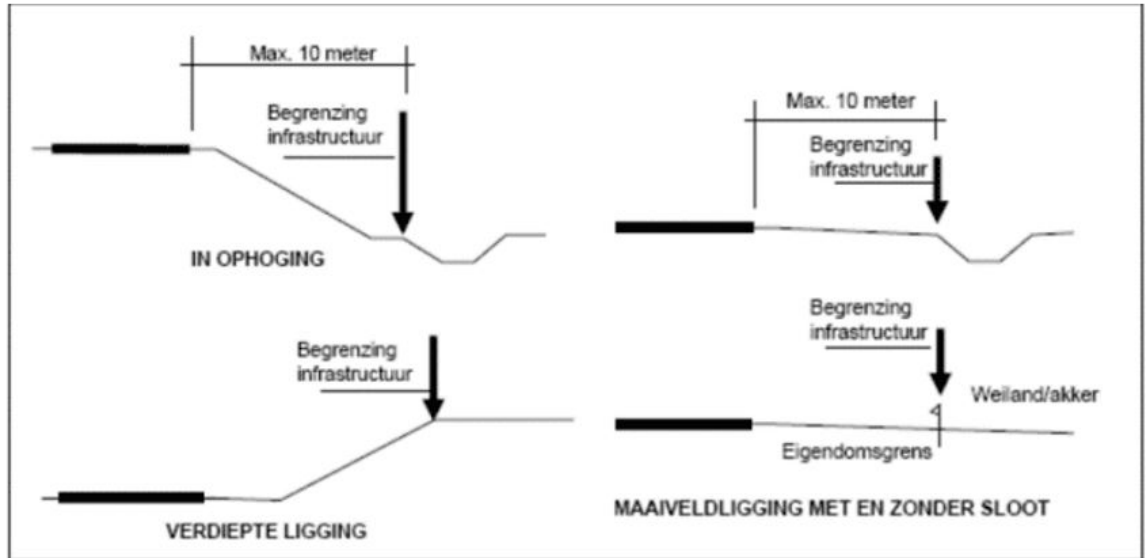 Max. 10 meter
Begrenzing
infrastructuur
IN OPHOGING
Max. 10 meter
Begrenzing
infrastructuur
Begrenzing
infrastructuur
VERDIEPTE LIGGING
Begrenzing
infrastructuur
Weiland/akker
Eigendomsgrens
MAAIVELDLIGGING MET EN ZONDER SLOOT